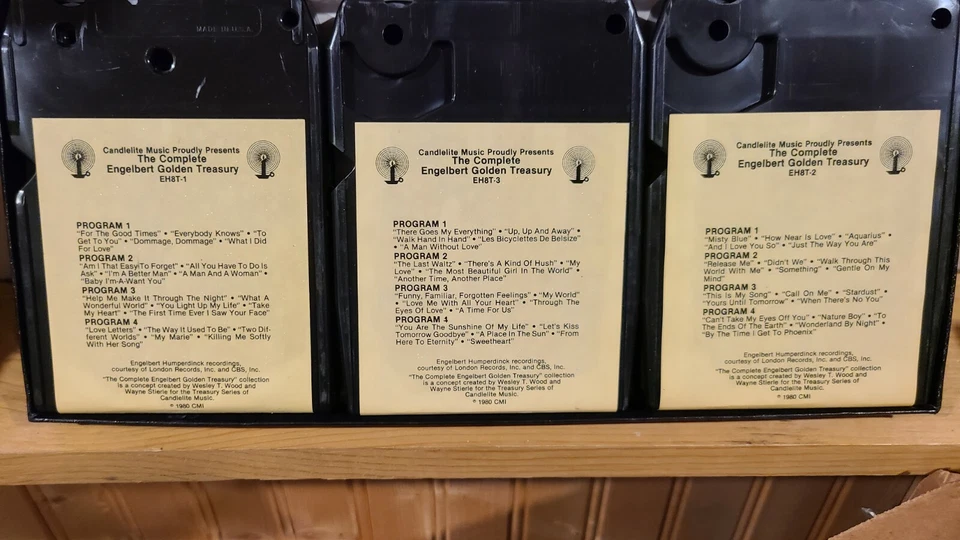 MADE IN U.S.A.
Candlelite Music Proudly Presents
The Complete
Engelbert Golden Treasury
EH8T-1
PROGRAM 1
"For The Good Times" • "Everybody Knows" • "To
Get To You" • "Dommage, Dommage" • "What I Did
For Love"
PROGRAM 2
"Am I That Easy To Forget" • "All You Have To Do Is
Ask" • "I'm A Better Man" • "A Man And A Woman" •
"Baby I'm-A-Want You"
PROGRAM 3
"Help Me Make It Through The Night" • "What A
Wonderful World" • "You Light Up My Life" • "Take
My Heart" • "The First Time Ever I Saw Your Face"
PROGRAM 4
"Love Letters" • "The Way It Used To Be" • "Two Dif-
ferent Worlds" • "My Marie" • "Killing Me Softly
With Her Song"
Engelbert Humperdinck recordings,
courtesy of London Records, Inc. and CBS, Inc.
"The Complete Engelbert Golden Treasury" collection
is a concept created by Wesley T. Wood and
Wayne Stierle for the Treasury Series of
Candlelite Music.
© 1980 CMI
Candlelite Music Proudly Presents
The Complete
Engelbert Golden Treasury
EH8T-3
PROGRAM 1
"There Goes My Everything" • "Up, Up And Away" •
"Walk Hand In Hand" • "Les Bicyclettes De Belsize"
• "A Man Without Love"
PROGRAM 2
"The Last Waltz" • "There's A Kind Of Hush" • "My
Love" • "The Most Beautiful Girl In The World" •
"Another Time, Another Place"
PROGRAM 3
"Funny, Familiar, Forgotten Feelings" • "My World"
• "Love Me With All Your Heart" • "Through The
Eyes Of Love" • "A Time For Us"
PROGRAM 4
"You Are The Sunshine Of My Life" • "Let's Kiss
Tomorrow Goodbye" • "A Place In The Sun" • "From
Here To Eternity" • "Sweetheart"
Engelbert Humperdinck recordings,
courtesy of London Records, Inc. and CBS, Inc.
"The Complete Engelbert Golden Treasury" collection
is a concept created by Wesley T. Wood and
Wayne Stierle for the Treasury Series of
Candlelite Music.
© 1980 CMI
Candlelite Music Proudly Presents
The Complete
Engelbert Golden Treasury
EH8T-2
PROGRAM 1
"Misty Blue" • "How Near Is Love" • "Aquarius" •
"And I Love You So" • "Just The Way You Are"
PROGRAM 2
"Release Me" • "Didn't We" • "Walk Through This
World With Me" • "Something" • "Gentle On My
Mind"
PROGRAM 3
"This Is My Song" • "Call On Me" • "Stardust" •
"Yours Until Tomorrow" • "When There's No You"
PROGRAM 4
"Can't Take My Eyes Off You" • "Nature Boy" • "To
The Ends Of The Earth" • "Wonderland By Night" •
"By The Time I Get To Phoenix"
Engelbert Humperdinck recordings,
courtesy of London Records, Inc. and CBS, Inc.
"The Complete Engelbert Golden Treasury" collection
is a concept created by Wesley T. Wood and
Wayne Stierle for the Treasury Series of
Candlelite Music.
© 1980 CMI